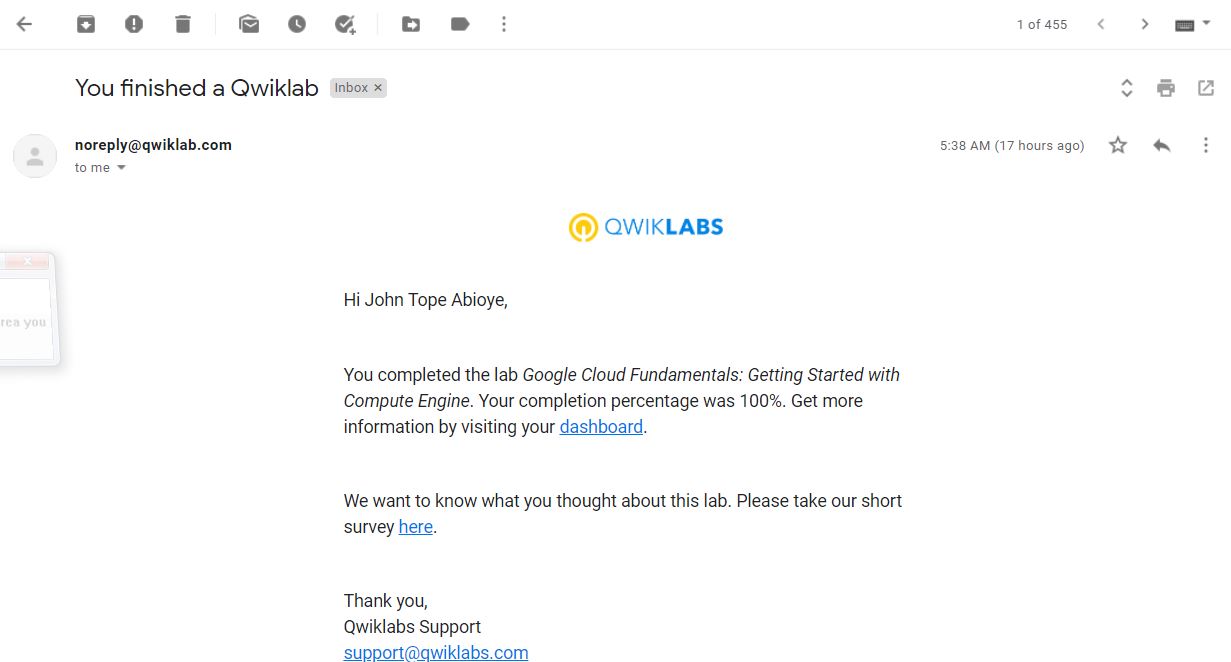 1 of 455
You finished a Qwiklab Inbox ×
noreply@qwiklab.com
5:38 AM (17 hours ago)
to me
QWIKLABS
rea you
Hi John Tope Abioye,
You completed the lab Google Cloud Fundamentals: Getting Started with
Compute Engine. Your completion percentage was 100%. Get more
information by visiting your dashboard.
We want to know what you thought about this lab. Please take our short
survey here.
Thank you,
Qwiklabs Support
support@qwiklabs.com